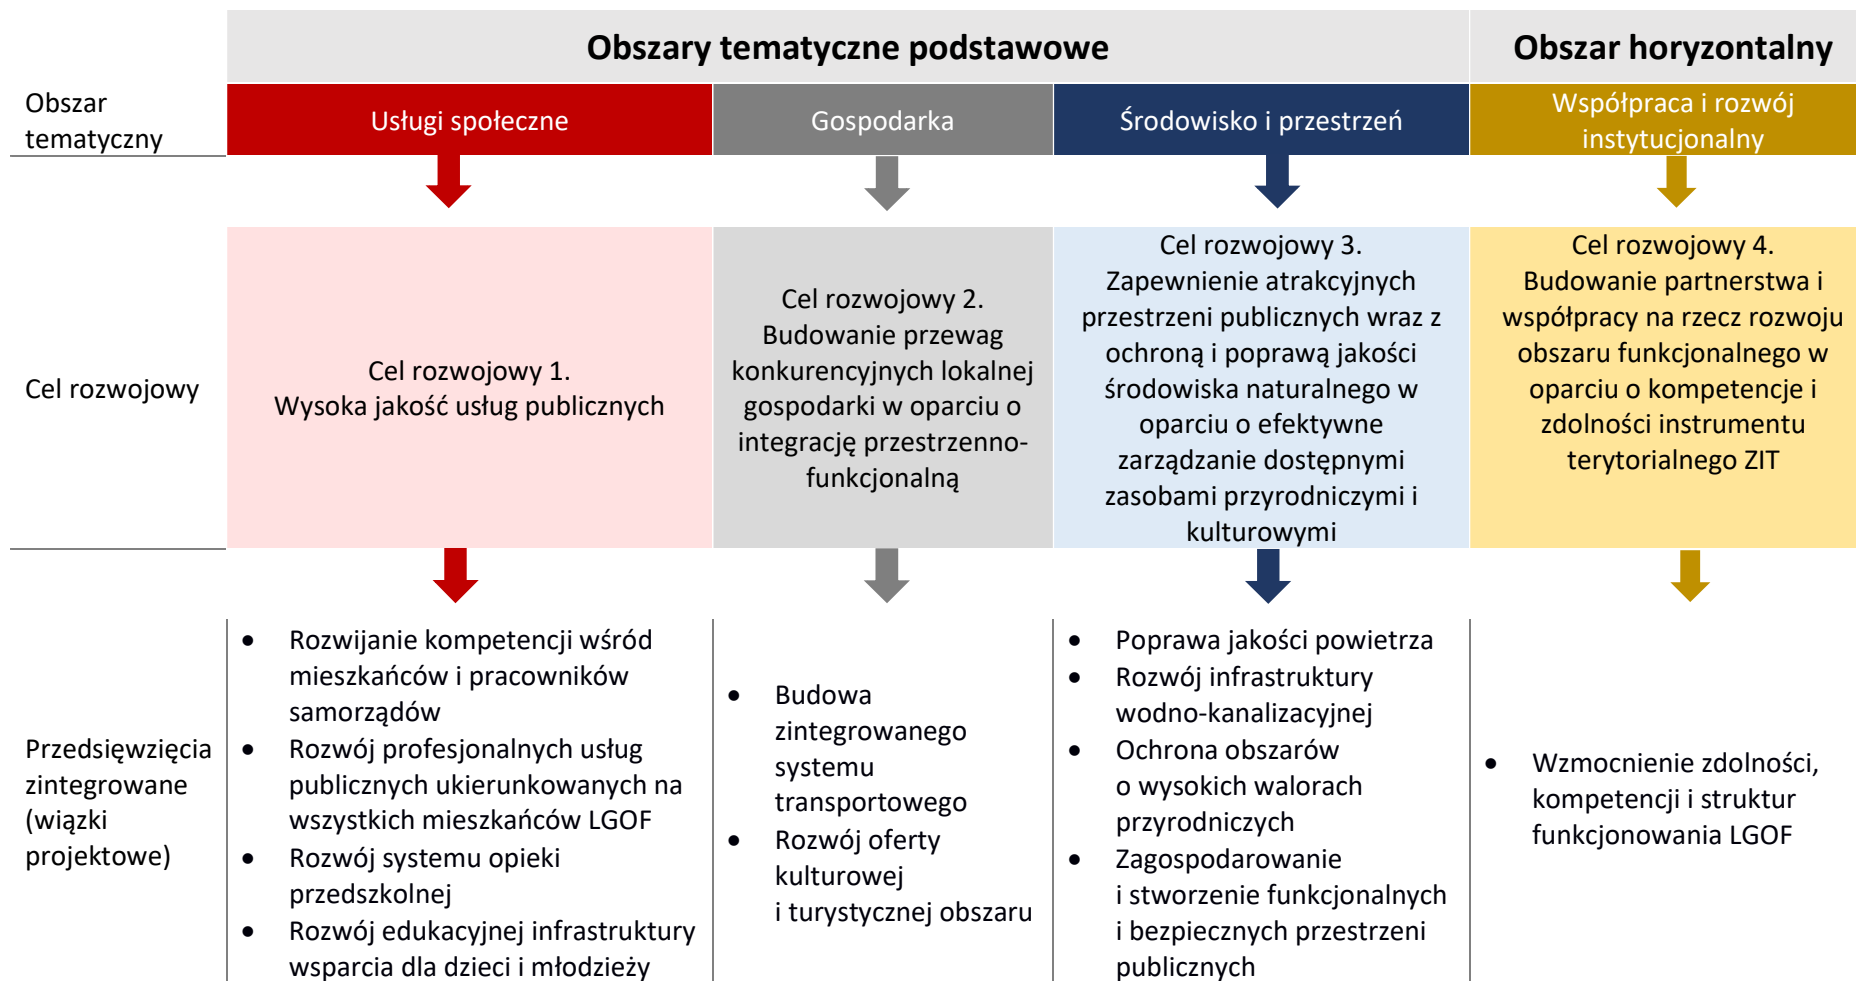 Obszary tematyczne podstawowe
Obszar horyzontalny
Obszar
tematyczny
Usługi społeczne
Gospodarka
Środowisko i przestrzeń
Współpraca i rozwój
instytucjonalny
Cel rozwojowy
Cel rozwojowy 1.
Wysoka jakość usług publicznych
Cel rozwojowy 2.
Budowanie przewag
konkurencyjnych lokalnej
gospodarki w oparciu o
integrację przestrzenno-
funkcjonalną
Cel rozwojowy 3.
Zapewnienie atrakcyjnych
przestrzeni publicznych wraz z
ochroną i poprawą jakości
środowiska naturalnego w
oparciu o efektywne
zarządzanie dostępnymi
zasobami przyrodniczymi i
kulturowymi
Cel rozwojowy 4.
Budowanie partnerstwa i
współpracy na rzecz rozwoju
obszaru funkcjonalnego w
oparciu o kompetencje i
zdolności instrumentu
terytorialnego ZIT
Przedsięwzięcia
zintegrowane
(wiązki
projektowe)
• Rozwijanie kompetencji wśród
mieszkańców i pracowników
samorządów
• Rozwój profesjonalnych usług
publicznych ukierunkowanych na
wszystkich mieszkańców LGOF
• Rozwój systemu opieki
przedszkolnej
• Rozwój edukacyjnej infrastruktury
wsparcia dla dzieci i młodzieży
• Budowa
zintegrowanego
systemu
transportowego
• Rozwój oferty
kulturowej
i turystycznej obszaru
• Poprawa jakości powietrza
• Rozwój infrastruktury
wodno-kanalizacyjnej
• Ochrona obszarów
o wysokich walorach
przyrodniczych
• Zagospodarowanie
i stworzenie funkcjonalnych
i bezpiecznych przestrzeni
publicznych
• Wzmocnienie zdolności,
kompetencji i struktur
funkcjonowania LGOF